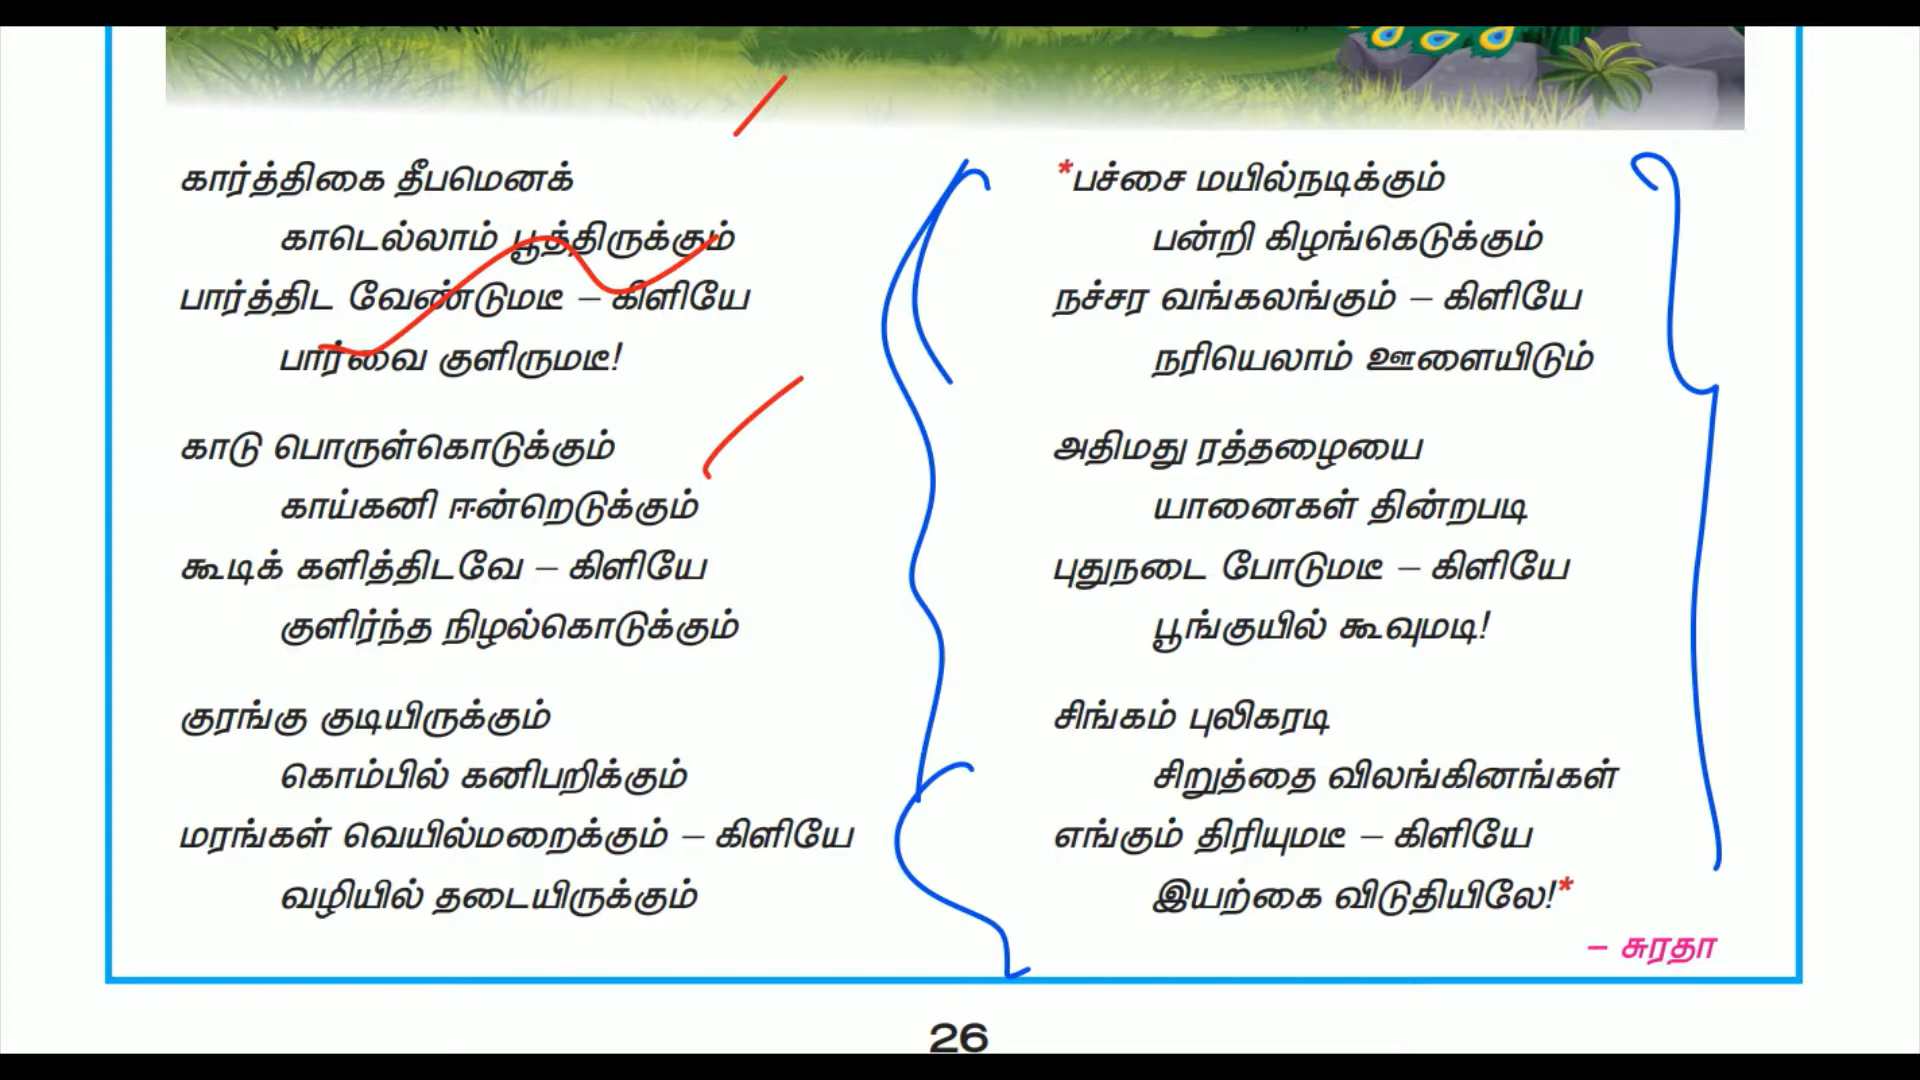 கார்த்திகை தீபமெனக்
காடெல்லாம் பூத்திருக்கும்
பார்த்திட வேண்டுமடீ – கிளியே
பார்வை குளிருமடீ!
காடு பொருள்கொடுக்கும்
காய்கனி ஈன்றெடுக்கும்
கூடிக் களித்திடவே – கிளியே
குளிர்ந்த நிழல்கொடுக்கும்
குரங்கு குடியிருக்கும்
கொம்பில் கனிபறிக்கும்
மரங்கள் வெயில்மறைக்கும் – கிளியே
வழியில் தடையிருக்கும்
*பச்சை மயில்நடிக்கும்
பன்றி கிழங்கெடுக்கும்
நச்சர வங்கலங்கும் – கிளியே
நரியெலாம் ஊளையிடும்
அதிமது ரத்தழையை
யானைகள் தின்றபடி
புதுநடை போடுமடீ – கிளியே
பூங்குயில் கூவுமடி!
சிங்கம் புலிகரடி
சிறுத்தை விலங்கினங்கள்
எங்கும் திரியுமடீ – கிளியே
இயற்கை விடுதியிலே!*
– சுரதா
26